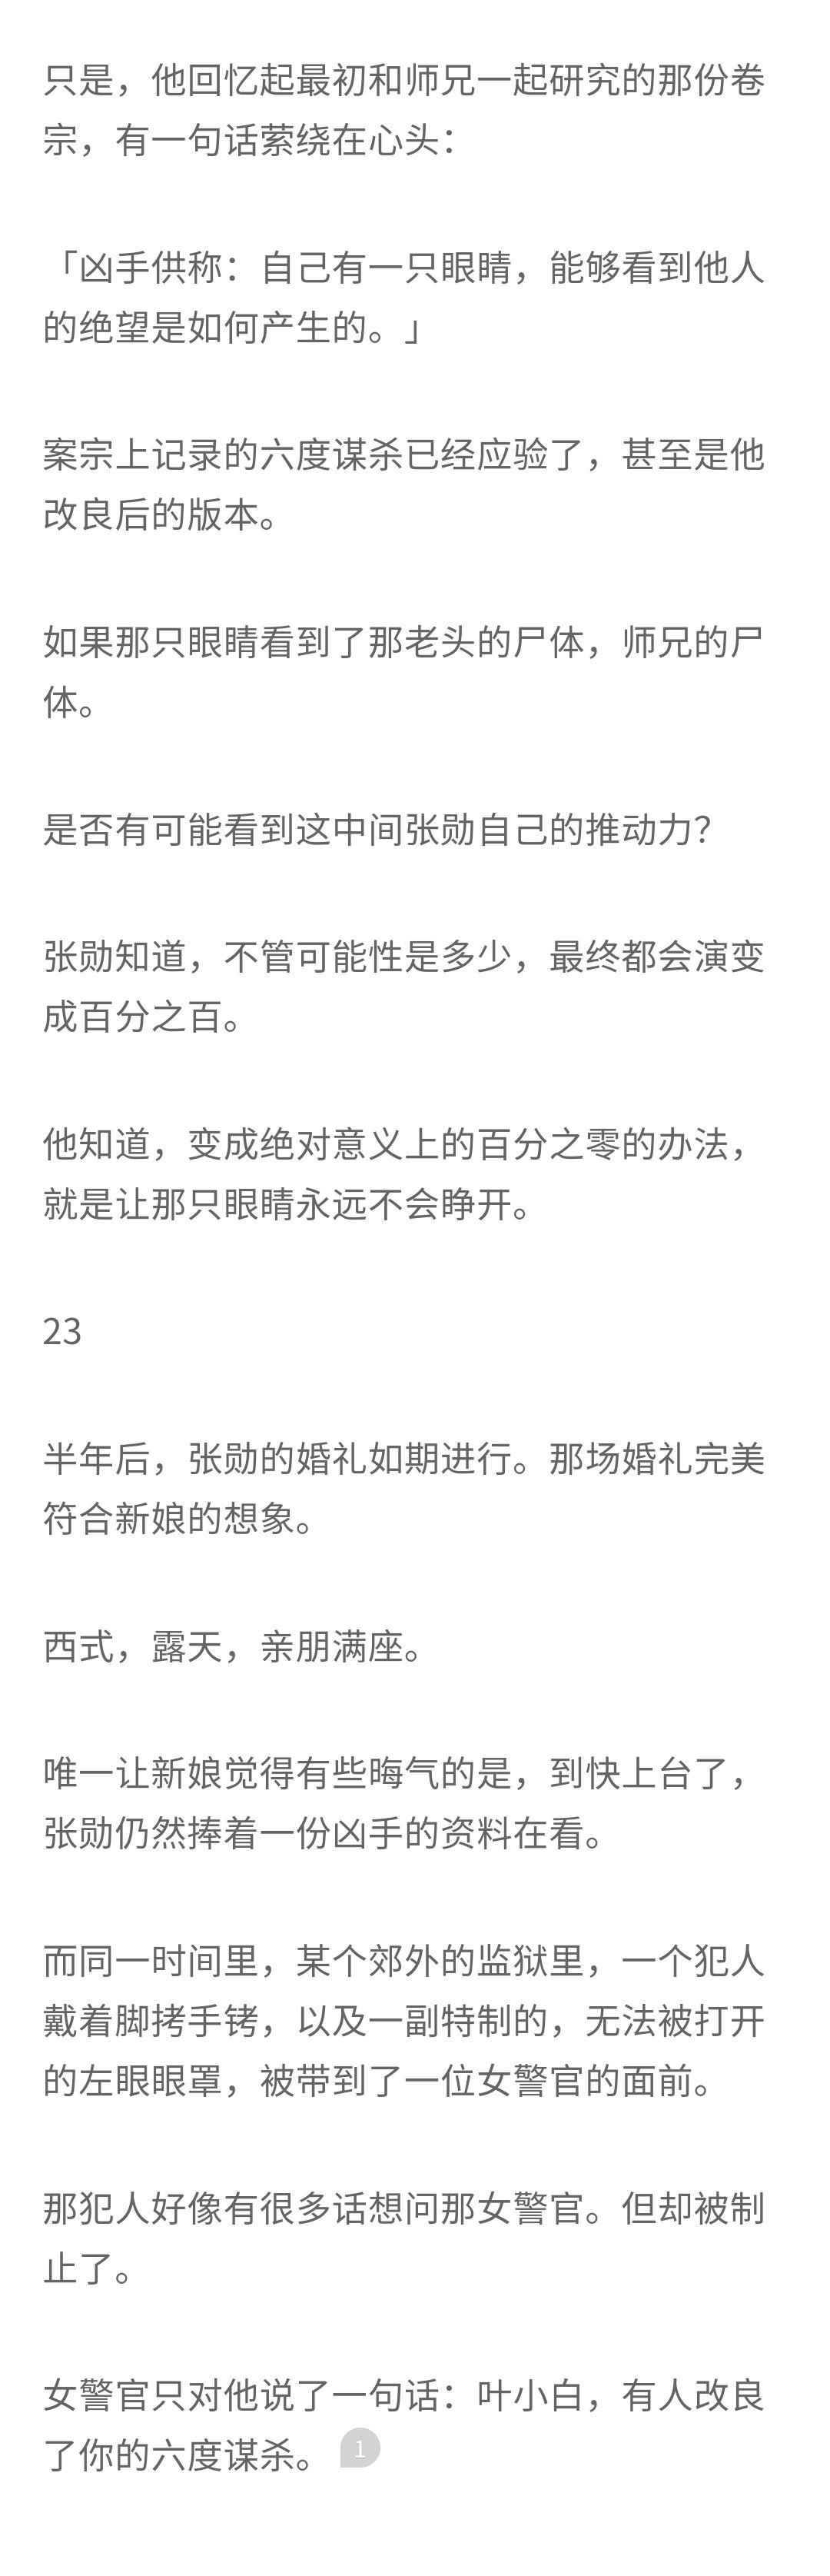 只是，他回忆起最初和师兄一起研究的那份卷
宗，有一句话萦绕在心头：
「凶手供称：自己有一只眼睛，能够看到他人
的绝望是如何产生的。」
案宗上记录的六度谋杀已经应验了，甚至是他
改良后的版本。
如果那只眼睛看到了那老头的尸体，师兄的尸
体。
是否有可能看到这中间张勋自己的推动力？
张勋知道，不管可能性是多少，最终都会演变
成百分之百。
他知道，变成绝对意义上的百分之零的办法，
就是让那只眼睛永远不会睁开。
23
半年后，张勋的婚礼如期进行。那场婚礼完美
符合新娘的想象。
西式，露天，亲朋满座。
唯一让新娘觉得有些晦气的是，到快上台了，
张勋仍然捧着一份凶手的资料在看。
而同一时间里，某个郊外的监狱里，一个犯人
戴着脚拷手铐，以及一副特制的，无法被打开
的左眼眼罩，被带到了一位女警官的面前。
那犯人好像有很多话想问那女警官。但却被制
止了。
女警官只对他说了一句话：叶小白，有人改良
了你的六度谋杀。 1